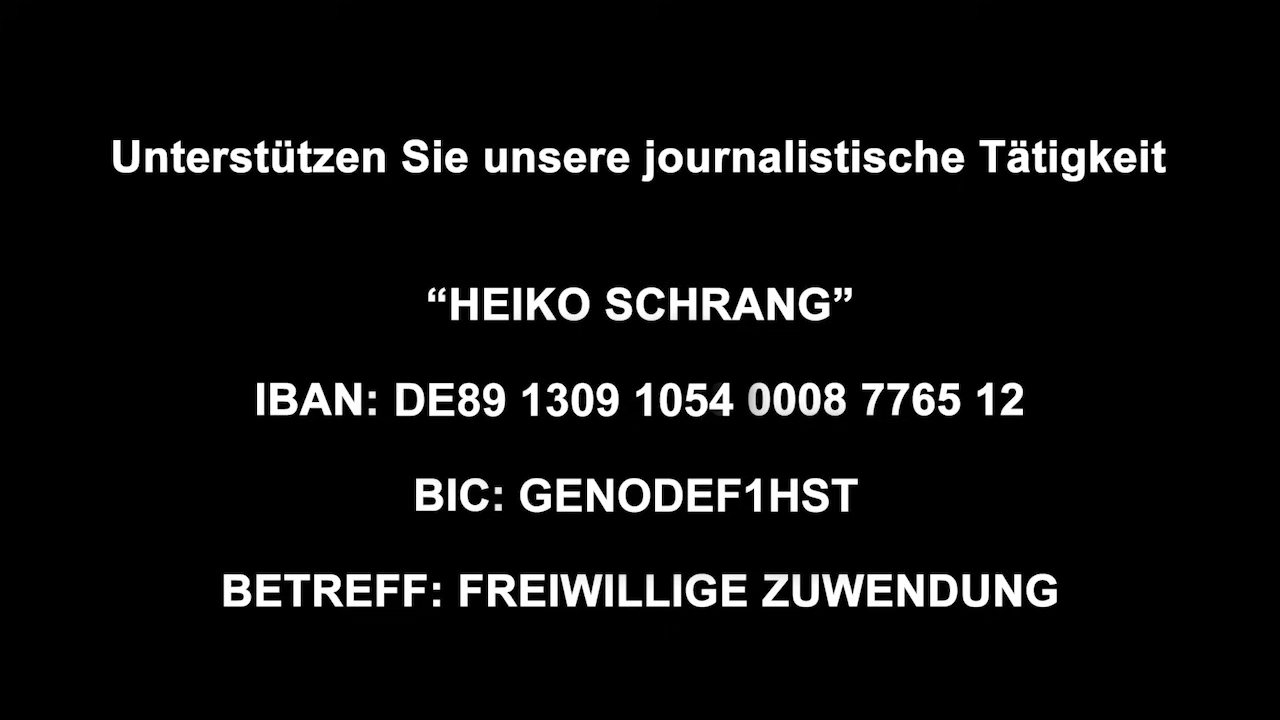 Unterstützen Sie unsere journalistische Tätigkeit
“HEIKO SCHRANG”
IBAN: DE89 1309 1054 0008 7765 12
BIC: GENODEF1HST
BETREFF: FREIWILLIGE ZUWENDUNG